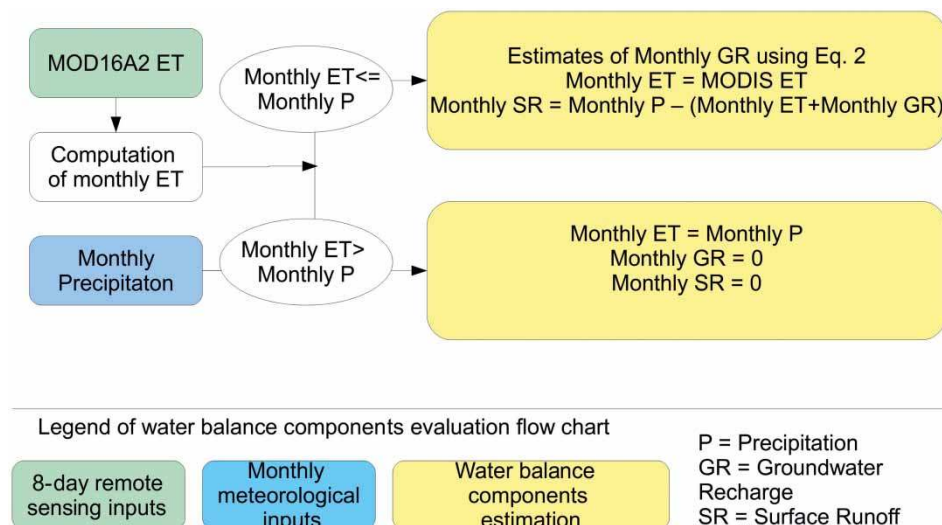 MOD16A2 ET
Computation
of monthly ET
Monthly
Precipitaton
Monthly ET<=
Monthly P
Monthly ET>
Monthly P
Estimates of Monthly GR using Eq. 2
Monthly ET = MODIS ET
Monthly SR = Monthly P – (Monthly ET+Monthly GR)
Monthly ET = Monthly P
Monthly GR = 0
Monthly SR = 0
Legend of water balance components evaluation flow chart
8-day remote
sensing inputs
Monthly
meteorological
inputs
Water balance
components
estimation
P = Precipitation
GR = Groundwater
Recharge
SR = Surface Runoff